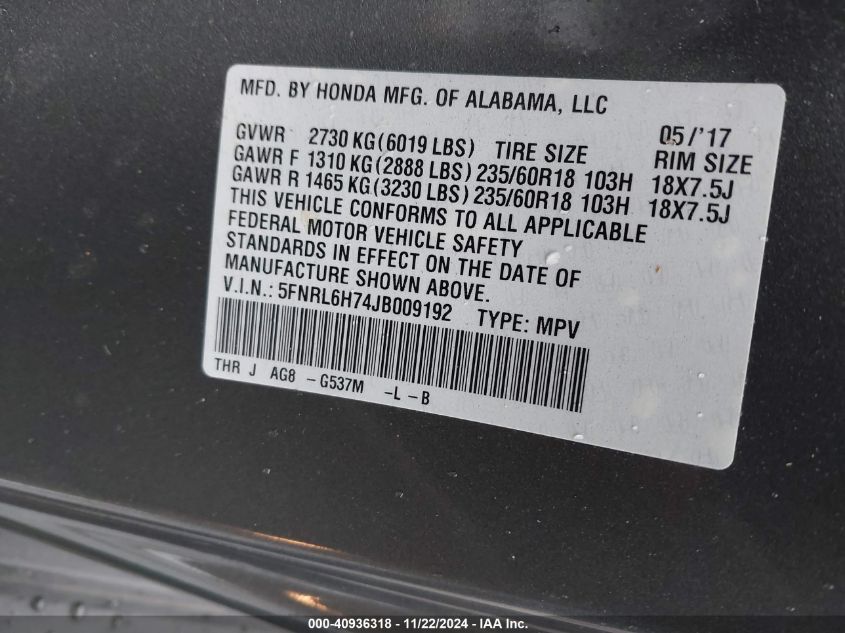 MFD. BY HONDA MFG. OF ALABAMA, LLC 05/'17
GVWR 2730 KG(6019 LBS) TIRE SIZE RIM SIZE
GAWR F 1310 KG(2888 LBS) 235/60R18 103H 18X7.5J
GAWR R 1465 KG(3230 LBS) 235/60R18 103H 18X7.5J
THIS VEHICLE CONFORMS TO ALL APPLICABLE
FEDERAL MOTOR VEHICLE SAFETY
STANDARDS IN EFFECT ON THE DATE OF
MANUFACTURE SHOWN ABOVE.
V.I.N.: 5FNRL6H74JB009192 TYPE: MPV
THR J AG8 -G537M -L -B
000-40936318 - 11/22/2024 - IAA Inc.